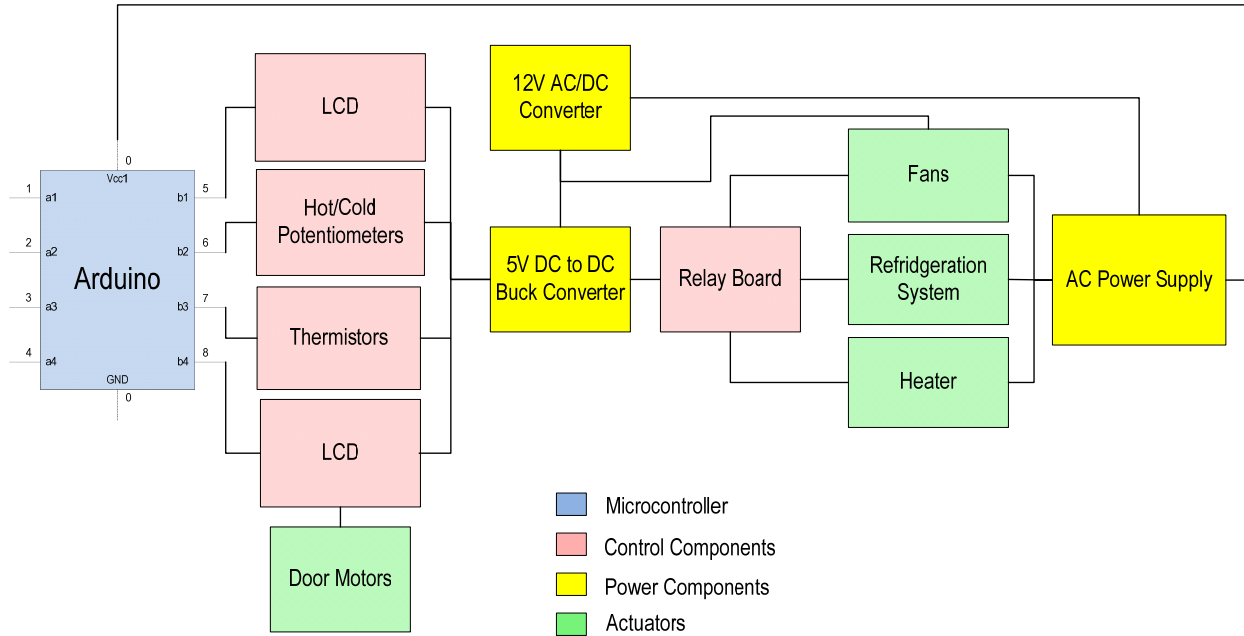 LCD
12V AC/DC
Converter
0
Vcc1
Fans
1
a1
b1
5
Hot/Cold
Potentiometers
2
a2
b2
6
Arduino
5V DC to DC
Buck Converter
Relay Board
Refridgeration
System
AC Power Supply
3
a3
b3
7
Thermistors
4
a4
b4
8
GND
0
Heater
LCD
Door Motors
Microcontroller
Control Components
Power Components
Actuators